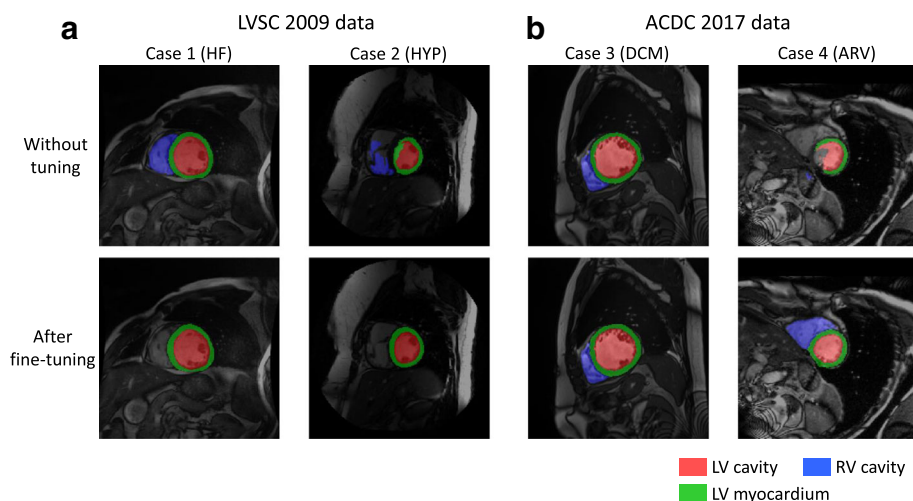 a
LVSC 2009 data
b
ACDC 2017 data
Case 1 (HF)
Case 2 (HYP)
Case 3 (DCM)
Case 4 (ARV)
Without
tuning
After
fine-tuning
LV cavity
RV cavity
LV myocardium